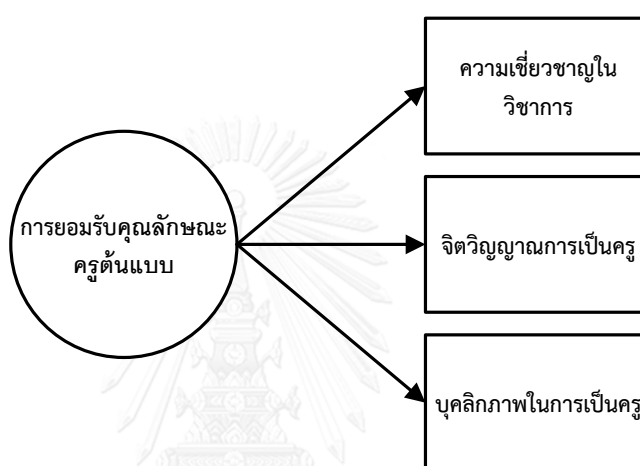 การยอมรับคุณลักษณะ
ครูต้นแบบ
ความเชี่ยวชาญใน
วิชาการ
จิตวิญญาณการเป็นครู
บุคลิกภาพในการเป็นครู